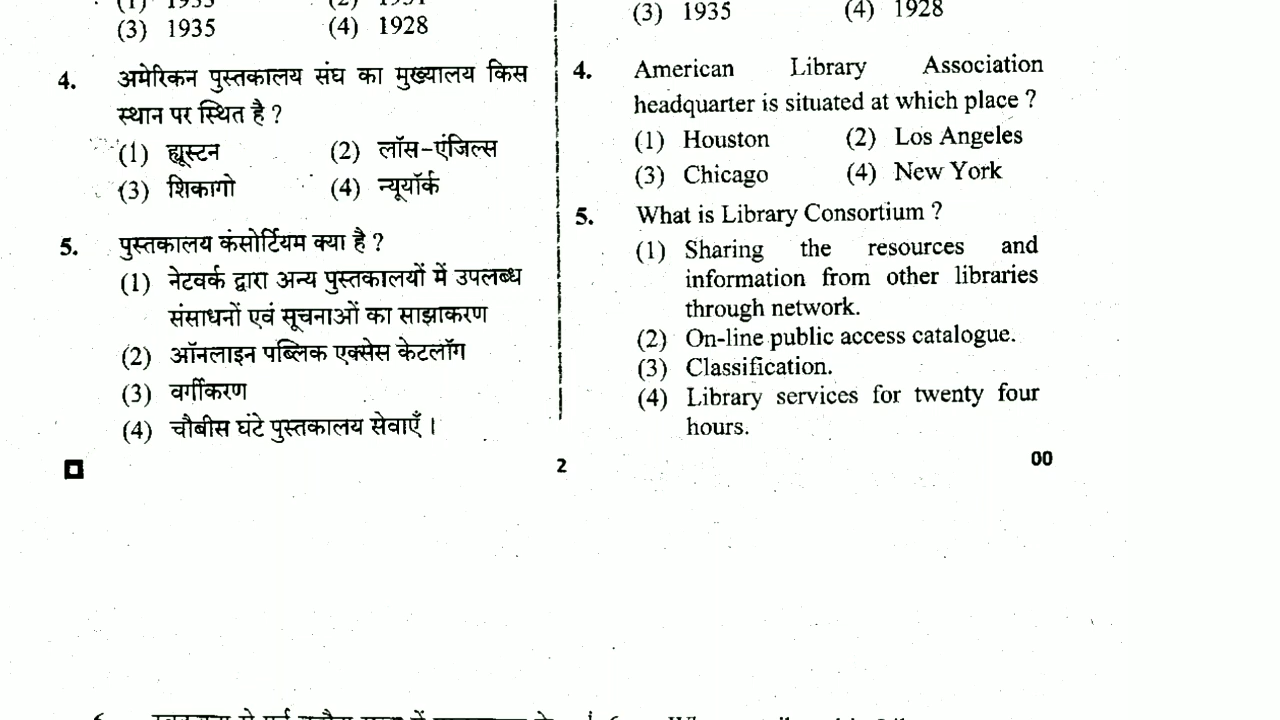 (3) 1935 (4) 1928
4. अमेरिकन पुस्तकालय संघ का मुख्यालय किस
स्थान पर स्थित है ?
(1) ह्यूस्टन (2) लॉस-एंजिल्स
(3) शिकागो (4) न्यूयॉर्क
5. पुस्तकालय कंसोर्टियम क्या है ?
(1) नेटवर्क द्वारा अन्य पुस्तकालयों में उपलब्ध
संसाधनों एवं सूचनाओं का साझाकरण
(2) ऑनलाइन पब्लिक एक्सेस केटलॉग
(3) वर्गीकरण
(4) चौबीस घंटे पुस्तकालय सेवाएँ ।
(3) 1935 (4) 1928
4. American Library Association
headquarter is situated at which place ?
(1) Houston (2) Los Angeles
(3) Chicago (4) New York
5. What is Library Consortium ?
(1) Sharing the resources and
information from other libraries
through network.
(2) On-line public access catalogue.
(3) Classification.
(4) Library services for twenty four
hours.
2
00